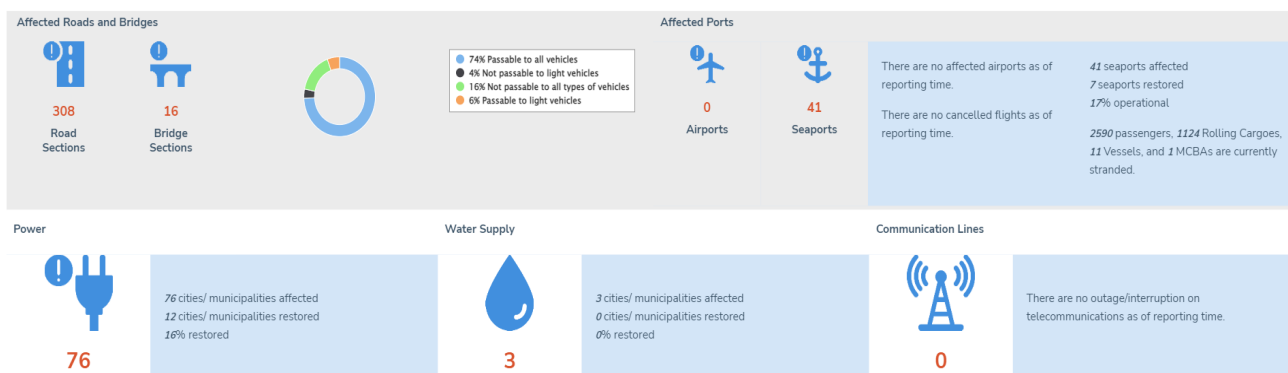 Affected Roads and Bridges
308
Road
Sections
16
Bridge
Sections
74% Passable to all vehicles
4% Not passable to light vehicles
16% Not passable to all types of vehicles
6% Passable to light vehicles
Affected Ports
0
Airports
41
Seaports
There are no affected airports as of
reporting time.
There are no cancelled flights as of
reporting time.
41 seaports affected
7 seaports restored
17% operational
2590 passengers, 1124 Rolling Cargoes,
11 Vessels, and 1 MCBAs are currently
stranded.
Power
76
76 cities/ municipalities affected
12 cities/ municipalities restored
16% restored
Water Supply
3
3 cities/ municipalities affected
0 cities/ municipalities restored
0% restored
Communication Lines
0
There are no outage/interruption on
telecommunications as of reporting time.